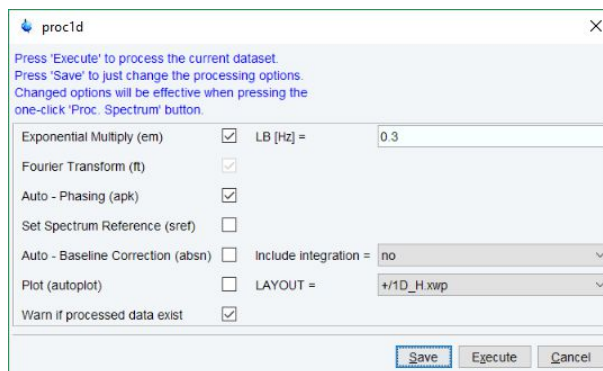 proc1d
Press 'Execute' to process the current dataset.
Press 'Save' to just change the processing options.
Changed options will be effective when pressing the
one-click 'Proc. Spectrum' button.
Exponential Multiply (em) LB [Hz] = 0.3
Fourier Transform (ft)
Auto - Phasing (apk)
Set Spectrum Reference (sref)
Auto - Baseline Correction (absn) Include integration = no
Plot (autoplot) LAYOUT = +/1D_H.xwp
Warn if processed data exist
Save Execute Cancel